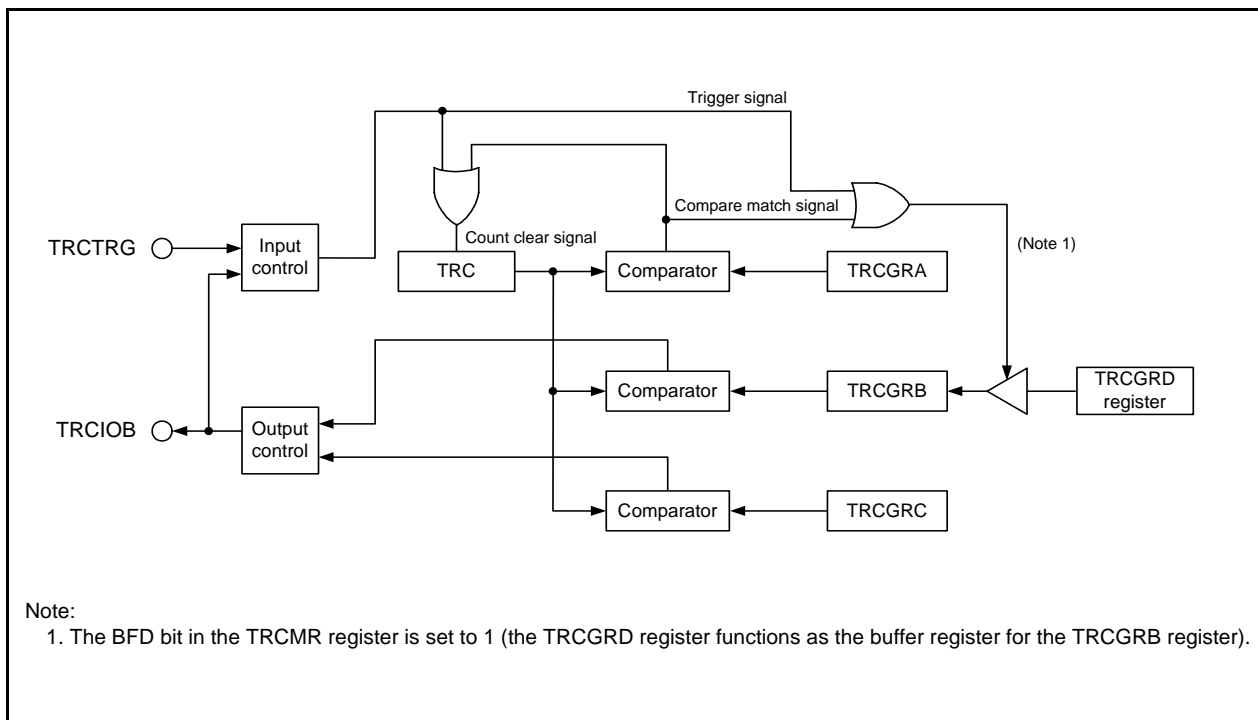 Trigger signal
Compare match signal
TRCTRG
Input
control
Count clear signal
(Note 1)
TRC
Comparator
TRCGRA
TRCIOB
Output
control
Comparator
TRCGRB
TRCGRD
register
Comparator
TRCGRC
Note:
1. The BFD bit in the TRCMR register is set to 1 (the TRCGRD register functions as the buffer register for the TRCGRB register).